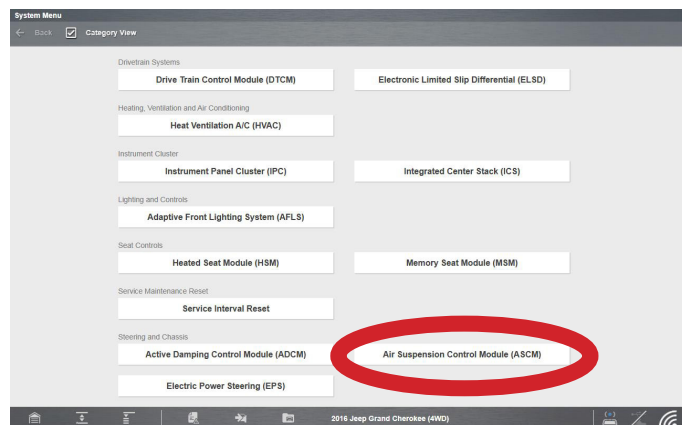 System Menu
Back Category View
Drivetrain Systems
Drive Train Control Module (DTCM) Electronic Limited Slip Differential (ELSD)
Heating, Ventilation and Air Conditioning
Heat Ventilation A/C (HVAC)
Instrument Cluster
Instrument Panel Cluster (IPC) Integrated Center Stack (ICS)
Lighting and Controls
Adaptive Front Lighting System (AFLS)
Seat Controls
Heated Seat Module (HSM) Memory Seat Module (MSM)
Service Maintenance Reset
Service Interval Reset
Steering and Chassis
Active Damping Control Module (ADCM) Air Suspension Control Module (ASCM)
Electric Power Steering (EPS)
2016 Jeep Grand Cherokee (4WD)